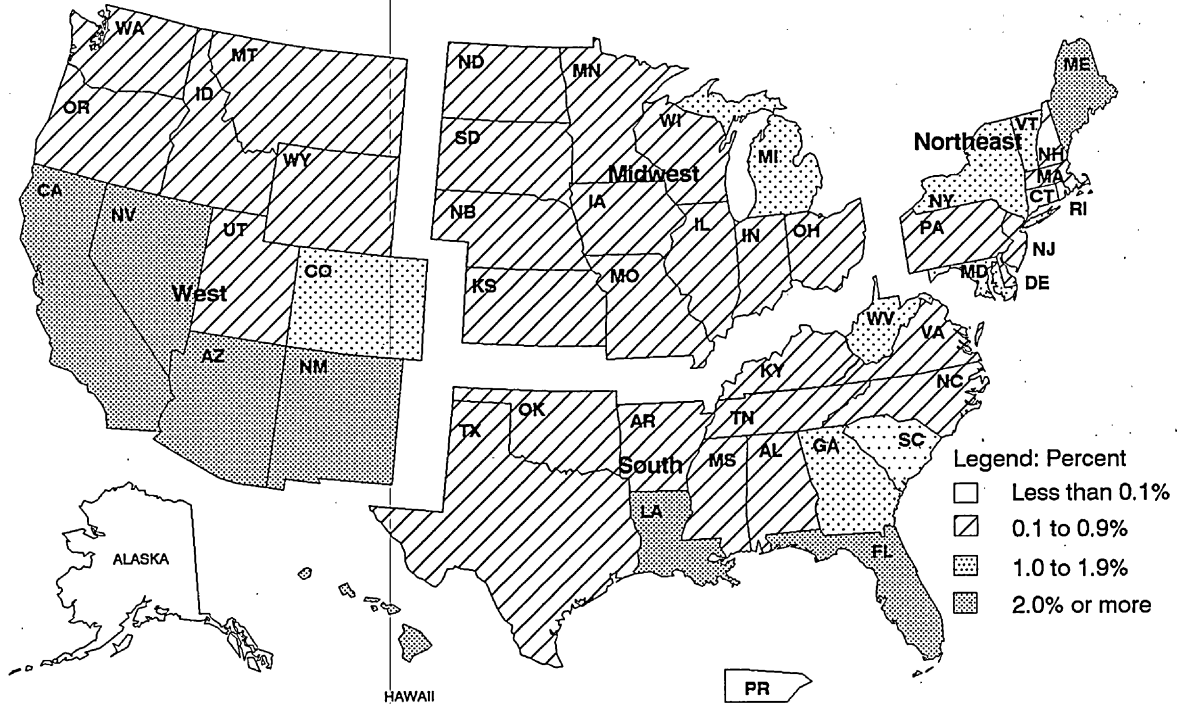 WA
MT
ND
MN
ME
OR
ID
SD
WI
MI
VT
Northeast
NH
WY
Midwest
MA
CA
NV
NB
IA
NY
CT
RI
UT
IL
IN
OH
PA
NJ
CO
KS
MO
MD
DE
West
WV
VA
AZ
NM
KY
NC
OK
TX
AR
TN
South
MS
AL
GA
SC
Legend: Percent
Less than 0.1%
LA
0.1 to 0.9%
ALASKA
FL
1.0 to 1.9%
2.0% or more
HAWAII
PR